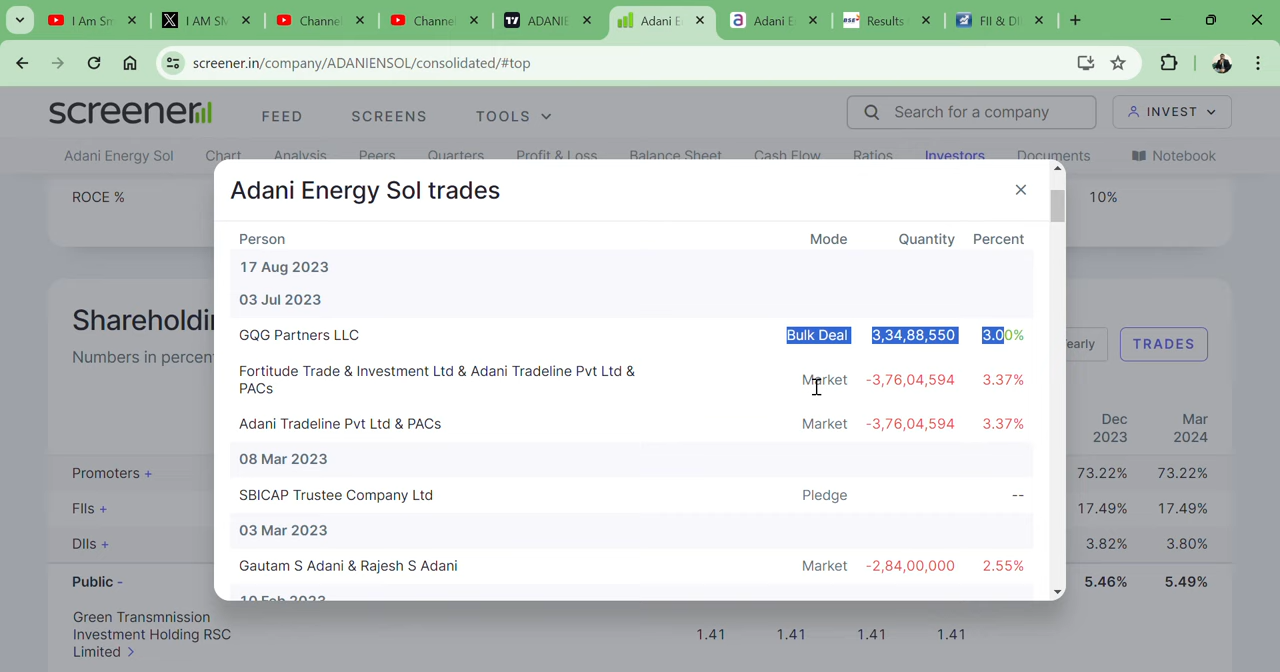 I Am Sm
I AM SM
Channe
Channe
ADANIE
Adani E
Adani E
BSE
Results
FII & D
screener.in/company/ADANIENSOL/consolidated/#top
screener
FEED
SCREENS
TOOLS
Search for a company
INVEST
Adani Energy Sol
Chart
Analysis
Peers
Quarters
Profit & Loss
Balance Sheet
Cash Flow
Ratios
Investors
Documents
Notebook
ROCE %
10%
Adani Energy Sol trades
Person Mode Quantity Percent
17 Aug 2023
03 Jul 2023
GQG Partners LLC Bulk Deal 3,34,88,550 3.00%
Fortitude Trade & Investment Ltd & Adani Tradeline Pvt Ltd &
PACs Market -3,76,04,594 3.37%
Adani Tradeline Pvt Ltd & PACs Market -3,76,04,594 3.37%
08 Mar 2023
SBICAP Trustee Company Ltd Pledge --
03 Mar 2023
Gautam S Adani & Rajesh S Adani Market -2,84,00,000 2.55%
10 Feb 2023
Shareholdi
Numbers in percen
early
TRADES
Dec Mar
2023 2024
Promoters + 73.22% 73.22%
FIIs + 17.49% 17.49%
DIIs + 3.82% 3.80%
Public - 5.46% 5.49%
Green Transmnission
Investment Holding RSC 1.41 1.41 1.41 1.41
Limited >